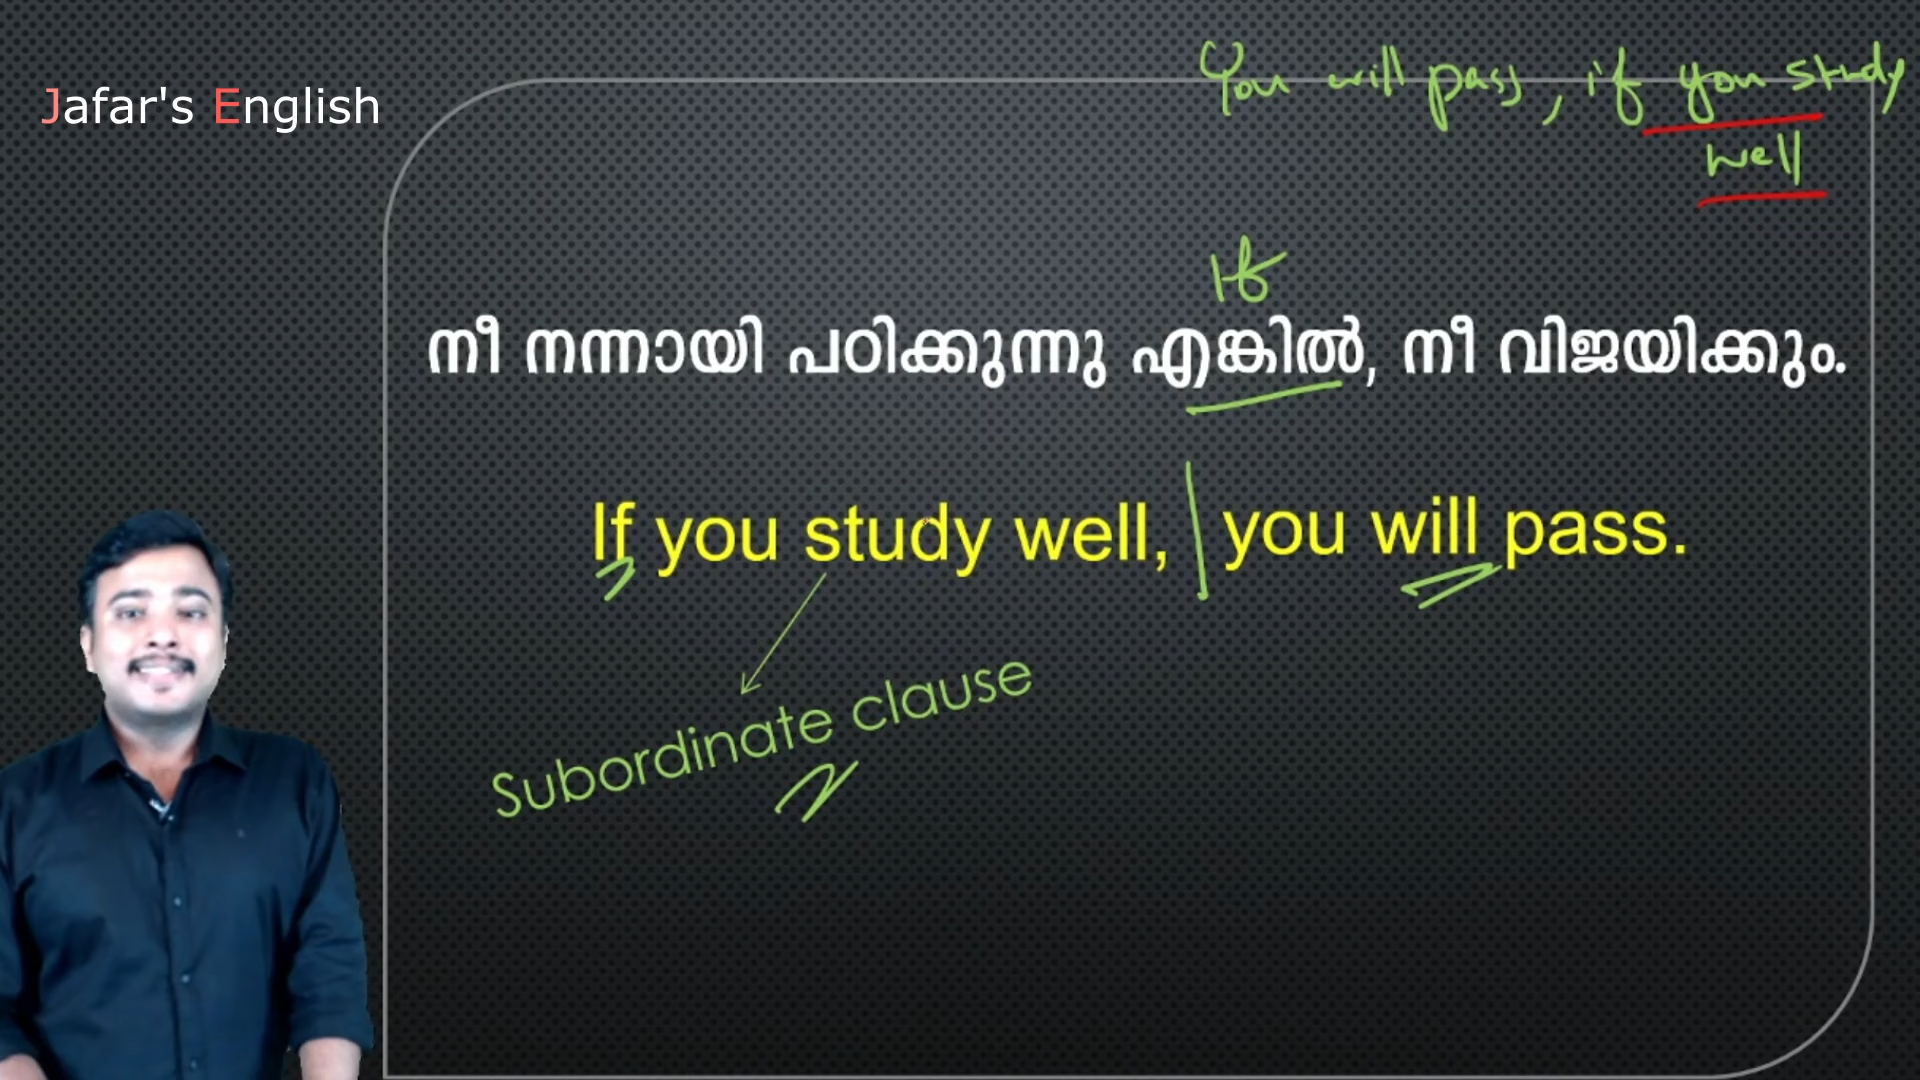 You will pass, if you study
well
Jafar's English
If
നീ നന്നായി പഠിക്കുന്നു എങ്കിൽ, നീ വിജയിക്കും.
If you study well, you will pass.
Subordinate clause